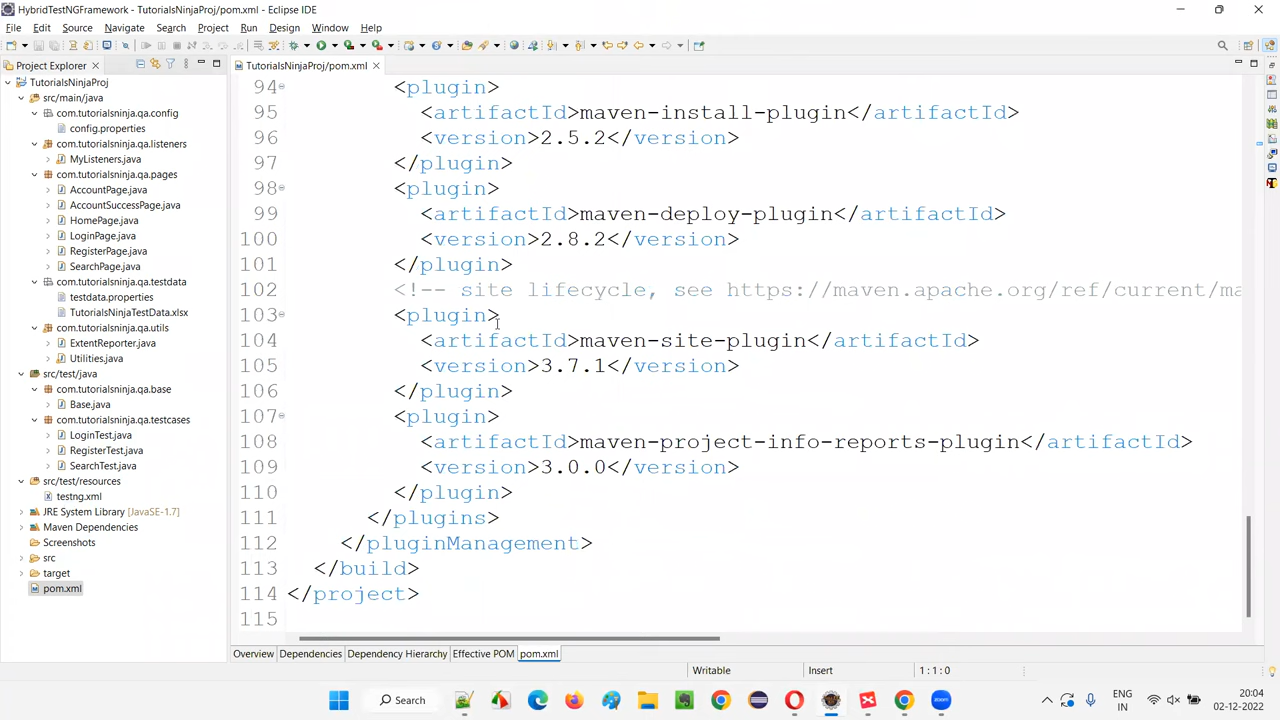 HybridTestNGFramework - TutorialsNinjaProj/pom.xml - Eclipse IDE
File Edit Source Navigate Search Project Run Design Window Help
Project Explorer
TutorialsNinjaProj/pom.xml
TutorialsNinjaProj
src/main/java
com.tutorialsninja.qa.config
config.properties
com.tutorialsninja.qa.listeners
MyListeners.java
com.tutorialsninja.qa.pages
AccountPage.java
AccountSuccessPage.java
HomePage.java
LoginPage.java
RegisterPage.java
SearchPage.java
com.tutorialsninja.qa.testdata
testdata.properties
TutorialsNinjaTestData.xlsx
com.tutorialsninja.qa.utils
ExtentReporter.java
Utilities.java
src/test/java
com.tutorialsninja.qa.base
Base.java
com.tutorialsninja.qa.testcases
LoginTest.java
RegisterTest.java
SearchTest.java
src/test/resources
testng.xml
JRE System Library [JavaSE-1.7]
Maven Dependencies
Screenshots
src
target
pom.xml
94 <plugin>
95 <artifactId>maven-install-plugin</artifactId>
96 <version>2.5.2</version>
97 </plugin>
98 <plugin>
99 <artifactId>maven-deploy-plugin</artifactId>
100 <version>2.8.2</version>
101 </plugin>
102 <!-- site lifecycle, see https://maven.apache.org/ref/current/ma
103 <plugin>
104 <artifactId>maven-site-plugin</artifactId>
105 <version>3.7.1</version>
106 </plugin>
107 <plugin>
108 <artifactId>maven-project-info-reports-plugin</artifactId>
109 <version>3.0.0</version>
110 </plugin>
111 </plugins>
112 </pluginManagement>
113 </build>
114 </project>
115
Overview Dependencies Dependency Hierarchy Effective POM pom.xml
Writable Insert 1:1:0
Search
ENG
IN
20:04
02-12-2022
zoom